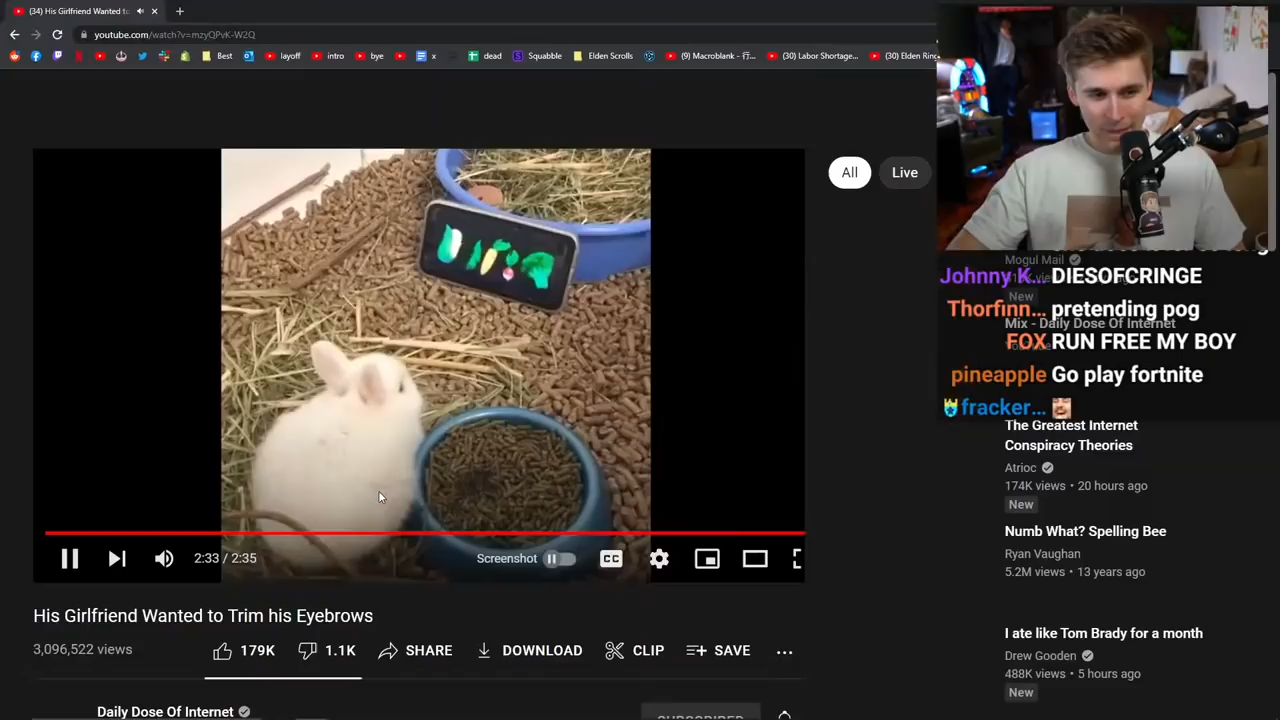 (34) His Girlfriend Wanted to
youtube.com/watch?v=mzyQPvK-W2Q
Best
layoff
intro
bye
x
dead
Squabble
Elden Scrolls
(9) Macroblank - 行...
(30) Labor Shortage...
(30) Elden Ring
All
Live
Mogul Mail
New
Johnny K... DIESOFCRINGE
Thorfinn... pretending pog
Mix - Daily Dose Of Internet
FOX RUN FREE MY BOY
pineapple Go play fortnite
fracker...
The Greatest Internet
Conspiracy Theories
Atrioc
174K views • 20 hours ago
New
Numb What? Spelling Bee
Ryan Vaughan
5.2M views • 13 years ago
I ate like Tom Brady for a month
Drew Gooden
488K views • 5 hours ago
New
2:33 / 2:35
Screenshot
CC
His Girlfriend Wanted to Trim his Eyebrows
3,096,522 views
179K
1.1K
SHARE
DOWNLOAD
CLIP
SAVE
Daily Dose Of Internet
SUBSCRIBED